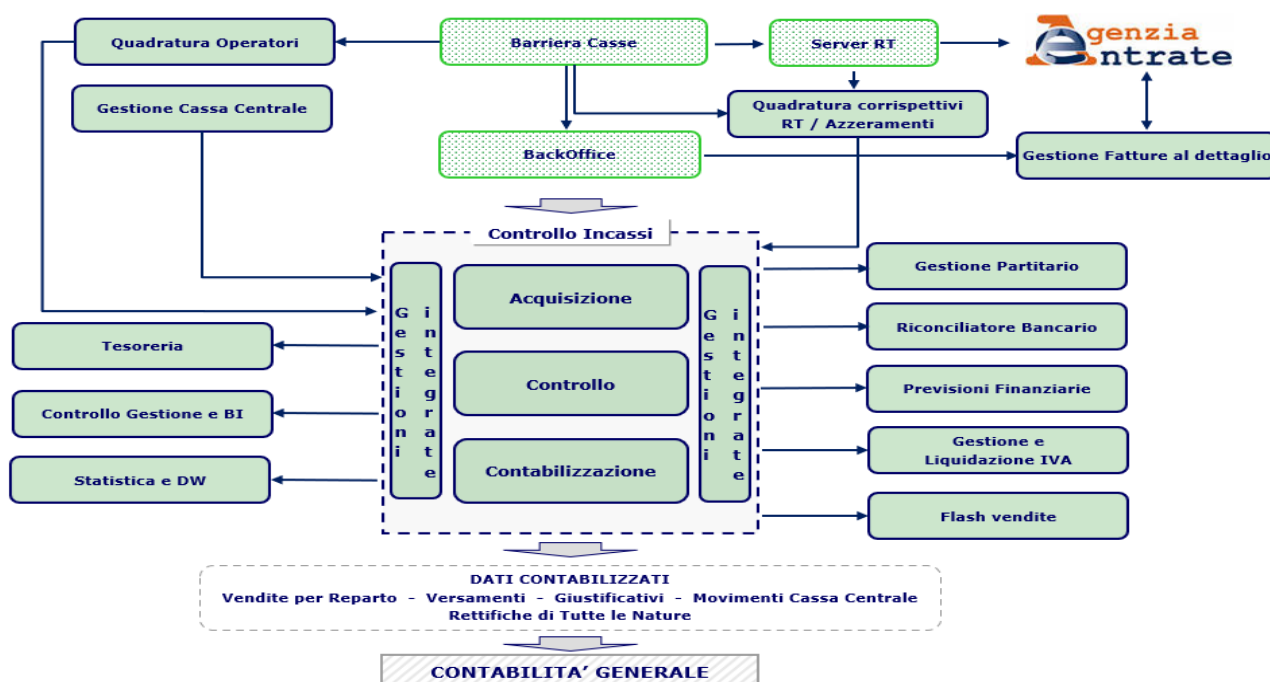 Quadratura Operatori
Barriera Casse
Server RT
Agenzia
Entrate
Gestione Cassa Centrale
Quadratura corrispettivi
RT / Azzeramenti
BackOffice
Gestione Fatture al dettaglio
Controllo Incassi
Gestioni
integrate
Acquisizione
Controllo
Contabilizzazione
Gestioni
integrate
Tesoreria
Controllo Gestione e BI
Statistica e DW
Gestione Partitario
Riconciliatore Bancario
Previsioni Finanziarie
Gestione e
Liquidazione IVA
Flash vendite
DATI CONTABILIZZATI
Vendite per Reparto - Versamenti - Giustificativi - Movimenti Cassa Centrale
Rettifiche di Tutte le Nature
CONTABILITA’ GENERALE